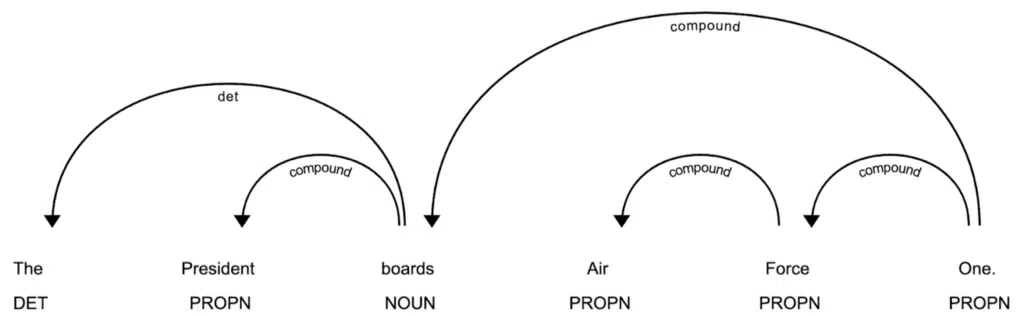 compound
det
compound compound compound
The President boards Air Force One.
DET PROPN NOUN PROPN PROPN PROPN